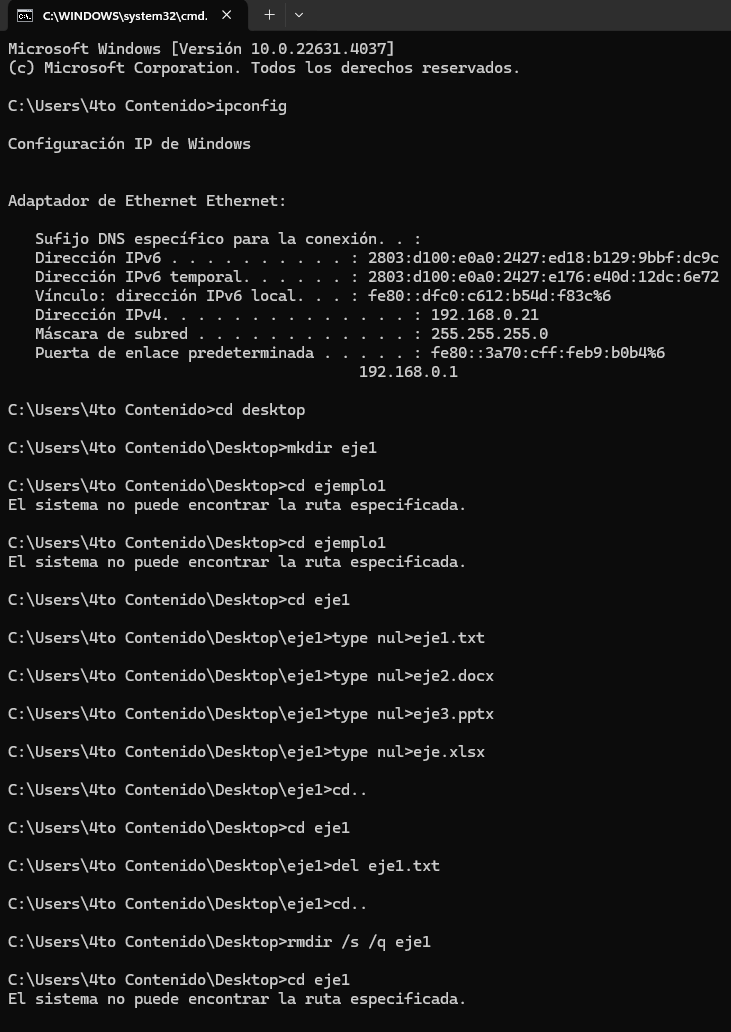 C:\WINDOWS\system32\cmd.
Microsoft Windows [Versión 10.0.22631.4037]
(c) Microsoft Corporation. Todos los derechos reservados.
C:\Users\4to Contenido>ipconfig
Configuración IP de Windows
Adaptador de Ethernet Ethernet:
Sufijo DNS específico para la conexión. . :
Dirección IPv6 . . . . . . . . . . : 2803:d100:e0a0:2427:ed18:b129:9bbf:dc9c
Dirección IPv6 temporal. . . . . . : 2803:d100:e0a0:2427:e176:e40d:12dc:6e72
Vínculo: dirección IPv6 local. . . : fe80::dfc0:c612:b54d:f83c%6
Dirección IPv4. . . . . . . . . . . . . . : 192.168.0.21
Máscara de subred . . . . . . . . . . . . : 255.255.255.0
Puerta de enlace predeterminada . . . . . : fe80::3a70:cff:feb9:b0b4%6
192.168.0.1
C:\Users\4to Contenido>cd desktop
C:\Users\4to Contenido\Desktop>mkdir eje1
C:\Users\4to Contenido\Desktop>cd ejemplo1
El sistema no puede encontrar la ruta especificada.
C:\Users\4to Contenido\Desktop>cd ejemplo1
El sistema no puede encontrar la ruta especificada.
C:\Users\4to Contenido\Desktop>cd eje1
C:\Users\4to Contenido\Desktop\eje1>type nul>eje1.txt
C:\Users\4to Contenido\Desktop\eje1>type nul>eje2.docx
C:\Users\4to Contenido\Desktop\eje1>type nul>eje3.pptx
C:\Users\4to Contenido\Desktop\eje1>type nul>eje.xlsx
C:\Users\4to Contenido\Desktop\eje1>cd..
C:\Users\4to Contenido\Desktop>cd eje1
C:\Users\4to Contenido\Desktop\eje1>del eje1.txt
C:\Users\4to Contenido\Desktop\eje1>cd..
C:\Users\4to Contenido\Desktop>rmdir /s /q eje1
C:\Users\4to Contenido\Desktop>cd eje1
El sistema no puede encontrar la ruta especificada.